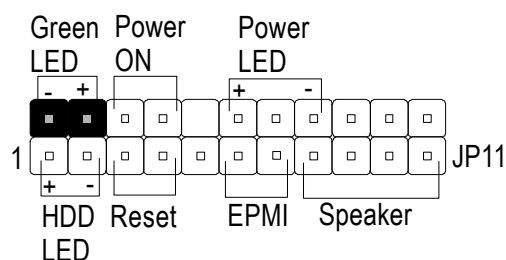 Green Power Power
LED ON LED
- + + -
1 JP11
+ -
HDD Reset EPMI Speaker
LED